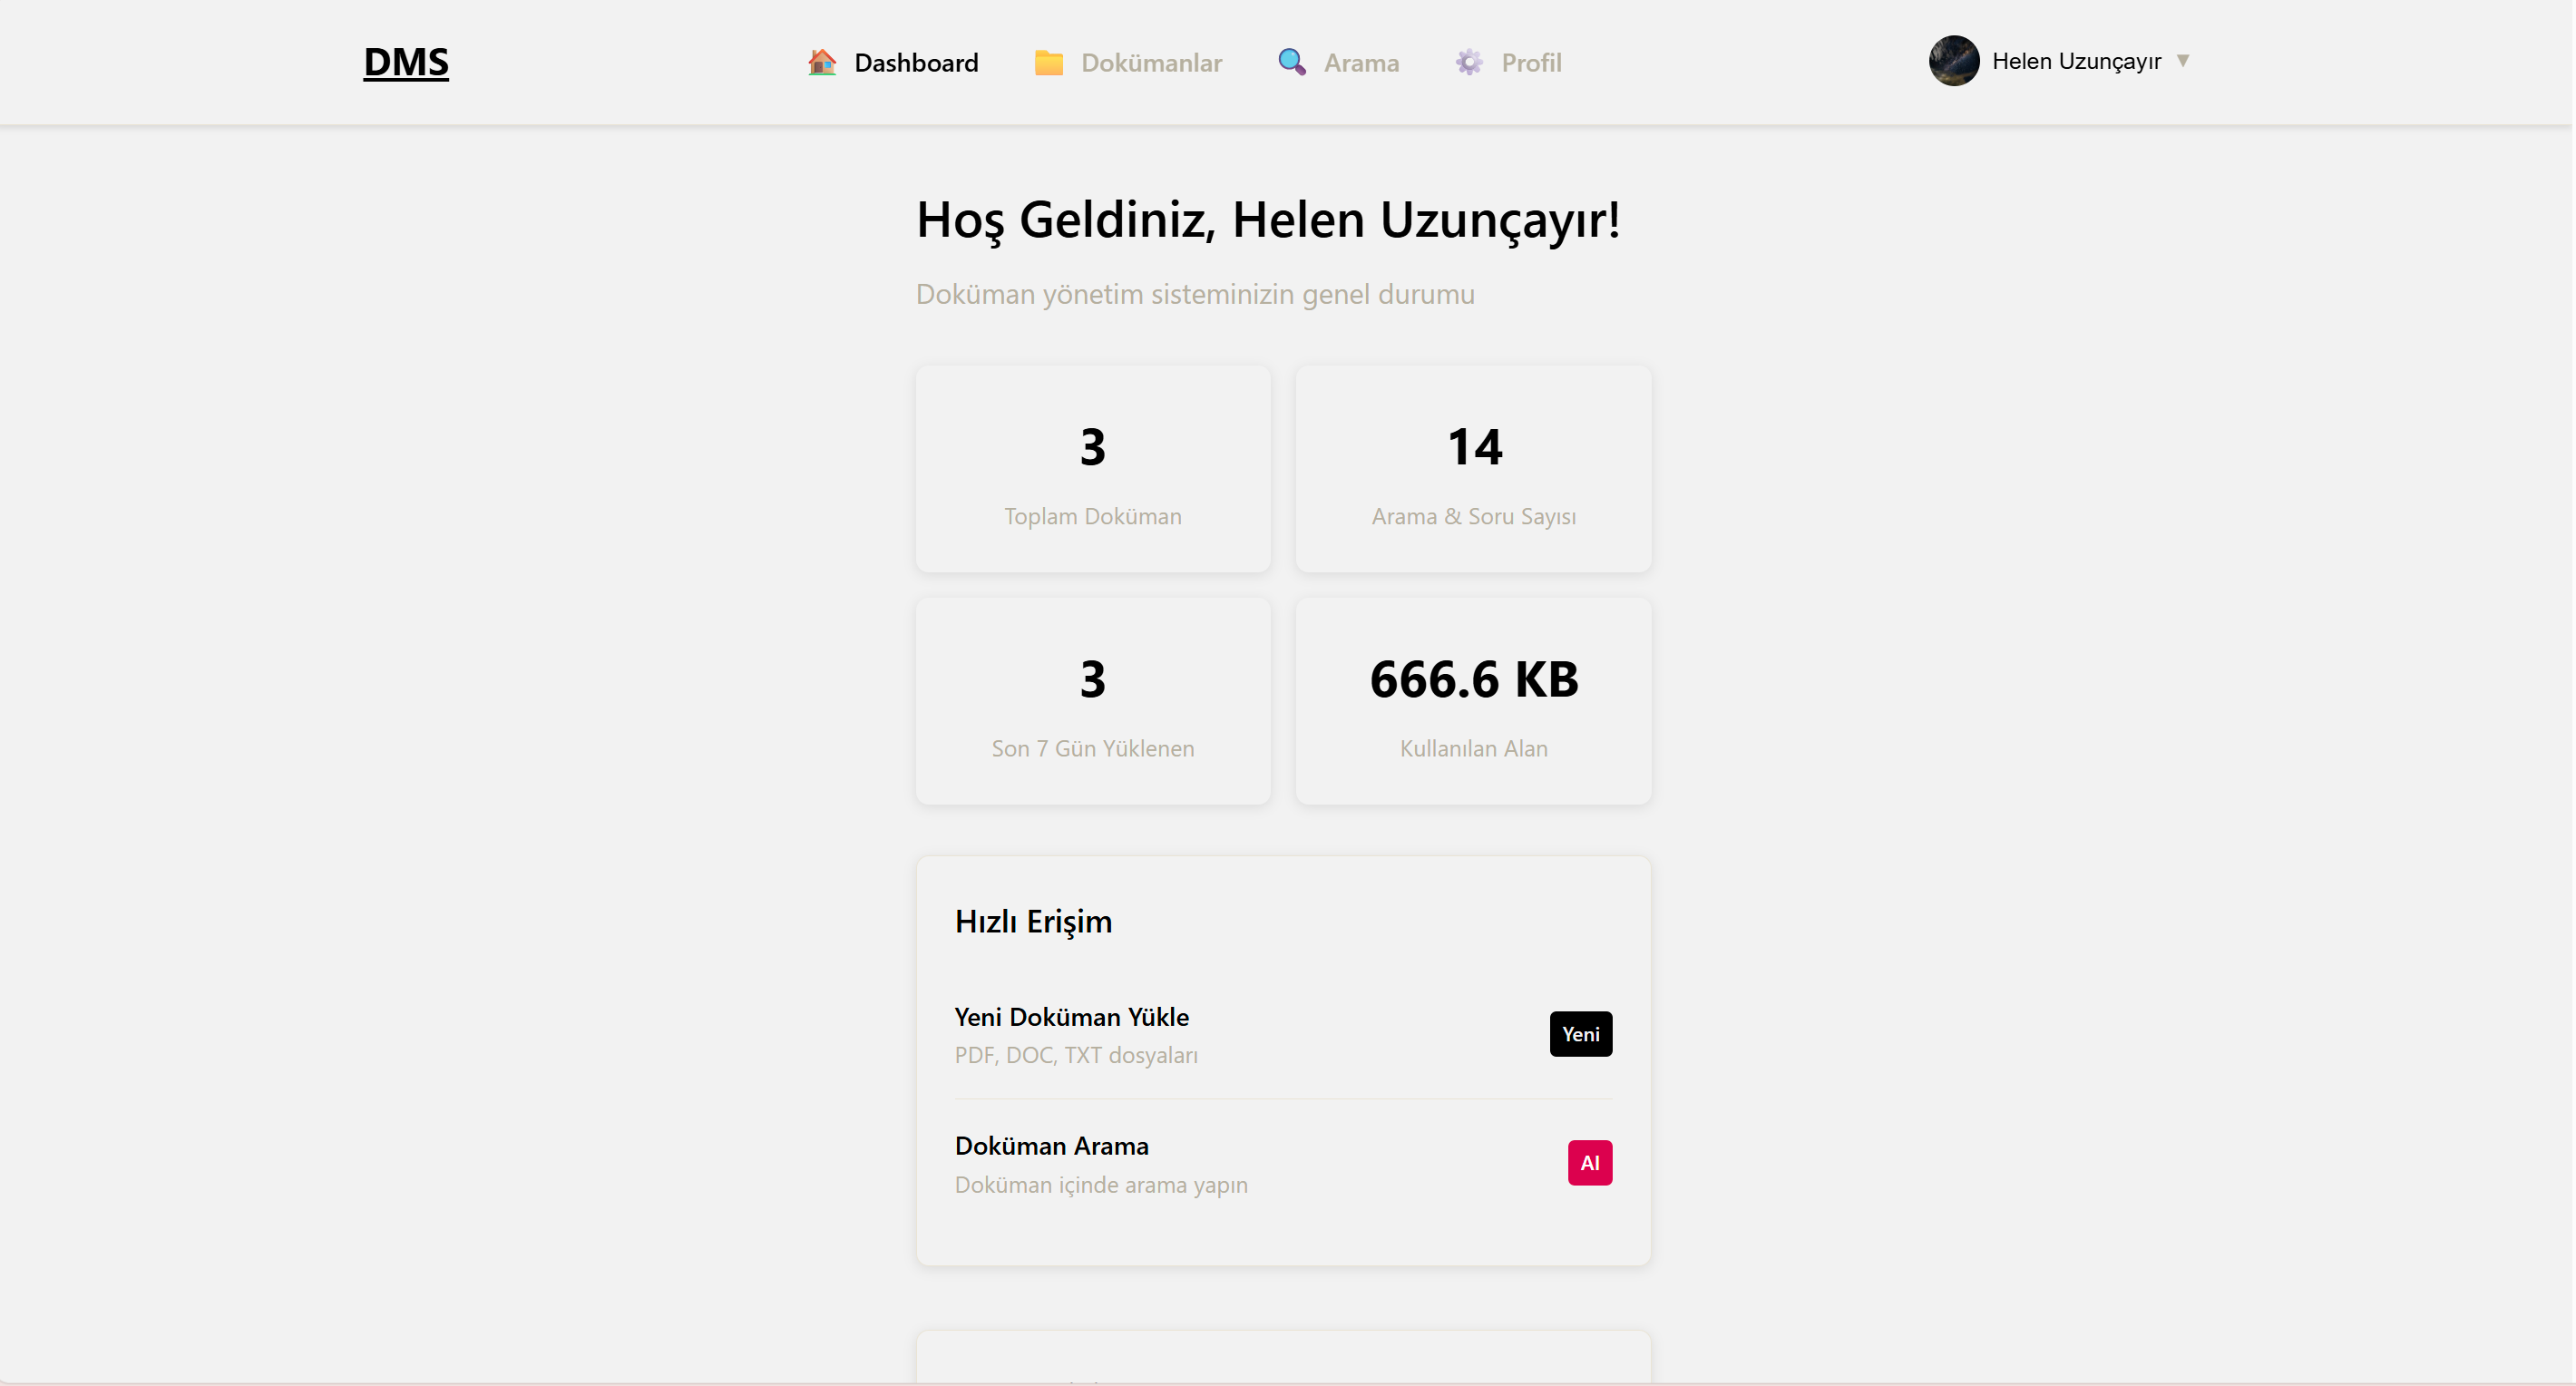 DMS
Dashboard
Dokümanlar
Arama
Profil
Helen Uzunçayır
Hoş Geldiniz, Helen Uzunçayır!
Doküman yönetim sisteminizin genel durumu
3
Toplam Doküman
14
Arama & Soru Sayısı
3
Son 7 Gün Yüklenen
666.6 KB
Kullanılan Alan
Hızlı Erişim
Yeni Doküman Yükle
PDF, DOC, TXT dosyaları
Yeni
Doküman Arama
Doküman içinde arama yapın
AI